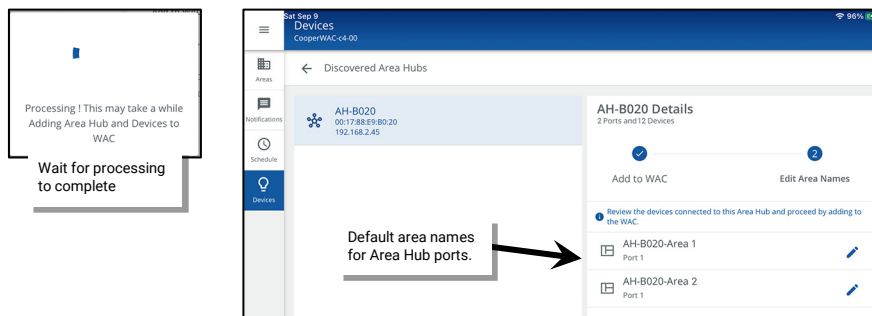 Processing ! This may take a while
Adding Area Hub and Devices to
WAC
Wait for processing
to complete
Sat Sep 9
96%
Devices
CooperWAC-c4-00
Areas
Notifications
Schedule
Devices
Discovered Area Hubs
AH-B020
00:17:88:E9:B0:20
192.168.2.45
Default area names
for Area Hub ports.
AH-B020 Details
2 Ports and12 Devices
2
Add to WAC
Edit Area Names
Review the devices connected to this Area Hub and proceed by adding to
the WAC.
AH-B020-Area 1
Port 1
AH-B020-Area 2
Port 1